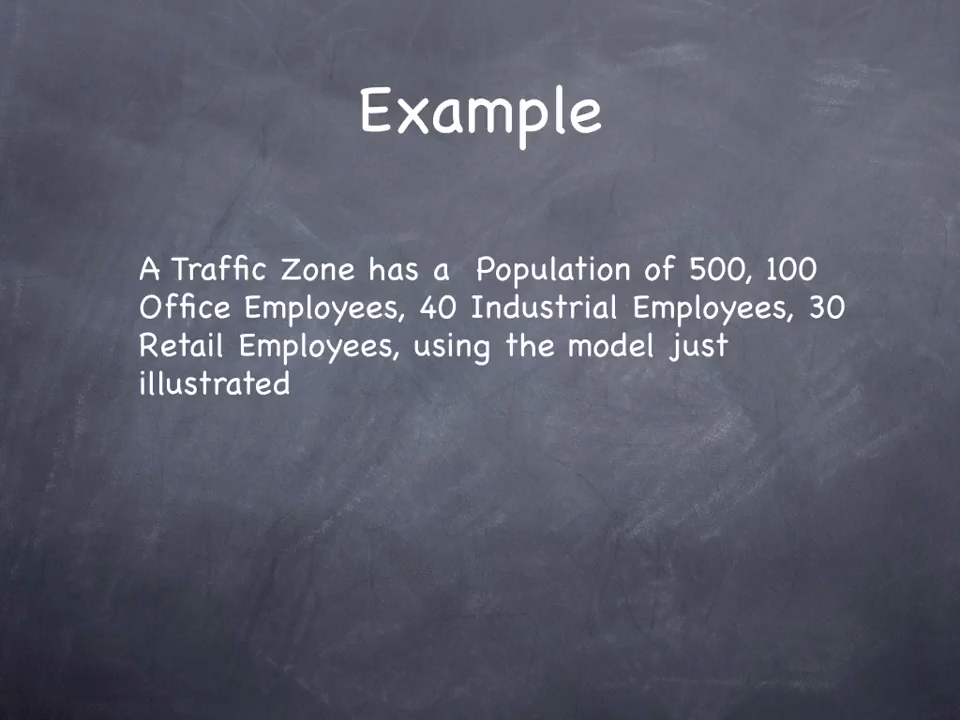 Example
A Traffic Zone has a  Population of 500, 100
Office Employees, 40 Industrial Employees, 30
Retail Employees, using the model just
illustrated